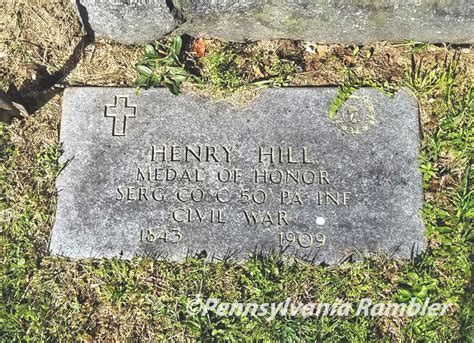 HENRY HILL
MEDAL OF HONOR
SERG CO C 50 PA INF
CIVIL WAR
1843 1909
©Pennsylvania Rambler